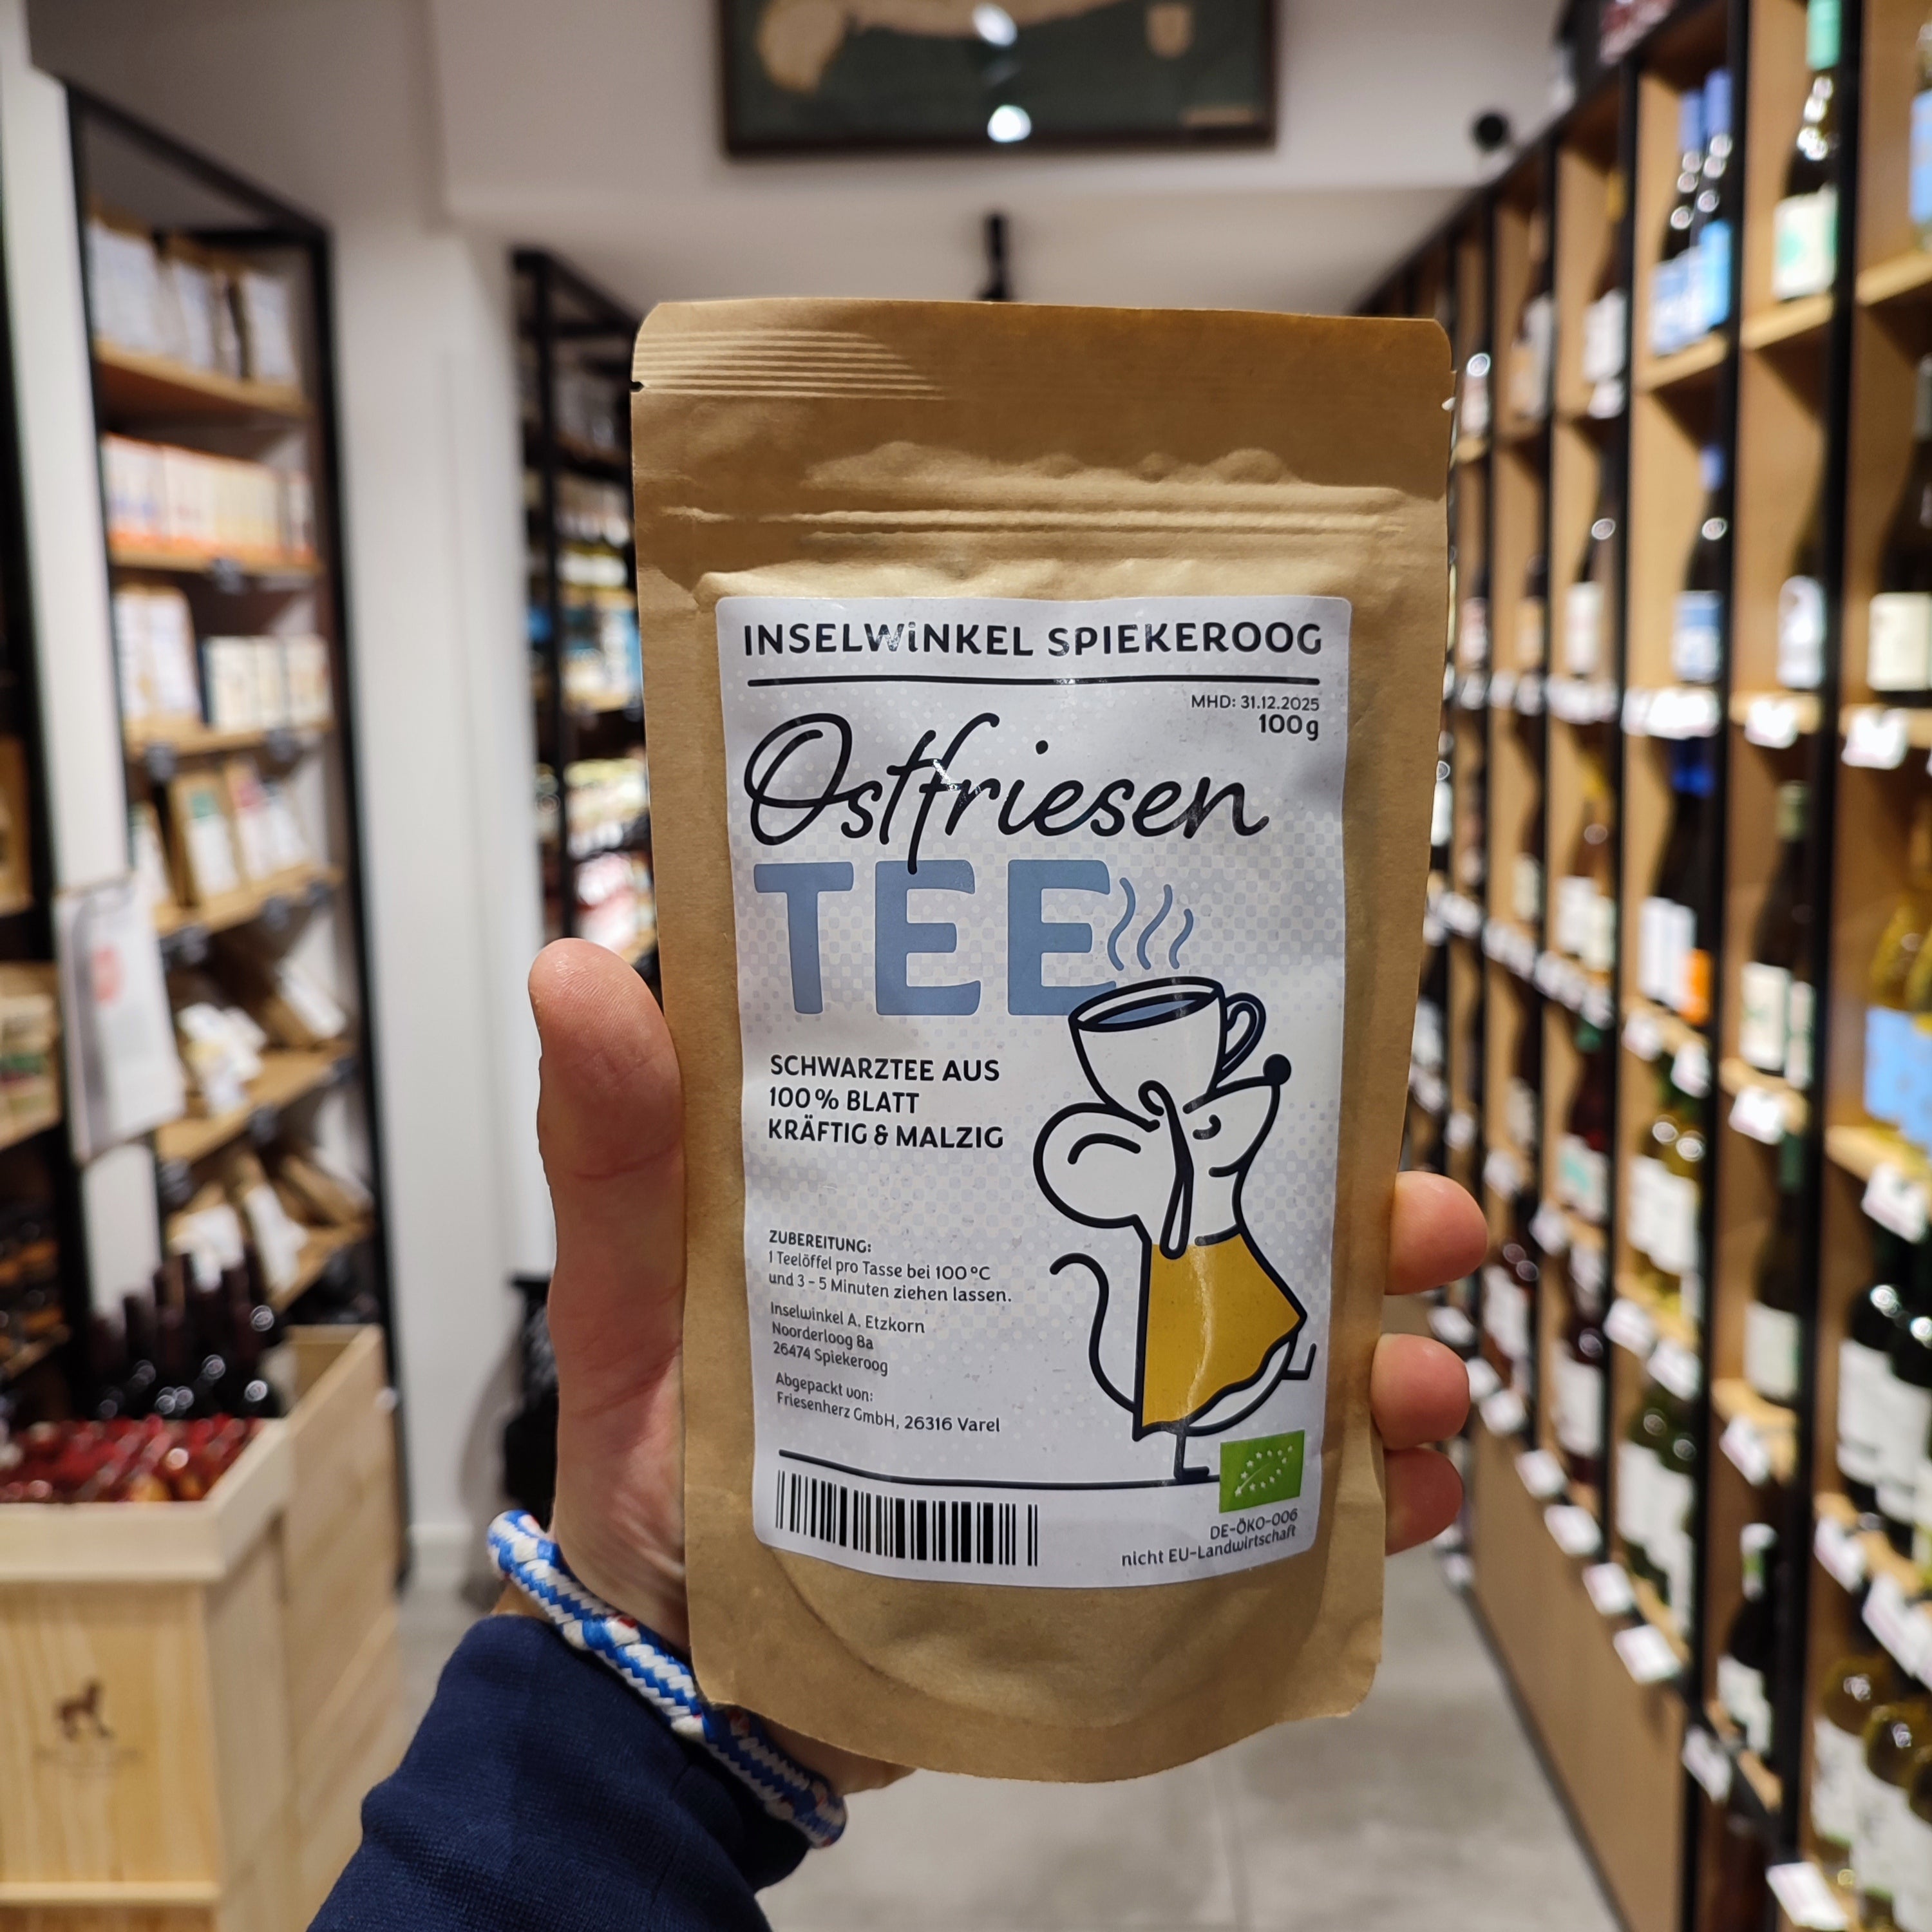 INSELWiNKEL SPIEKEROOG
MHD: 31.12.2025
100g
Ostfriesen
TEE
SCHWARZTEE AUS
100% BLATT
KRÄFTIG & MALZIG
ZUBEREITUNG:
1 Teelöffel pro Tasse bei 100°C
und 3 - 5 Minuten ziehen lassen.
Inselwinkel A. Etzkorn
Noorderloog 8a
26474 Spiekeroog
Abgepackt von:
Friesenherz GmbH, 26316 Varel
DE-ÖKO-006
nicht EU-Landwirtschaft